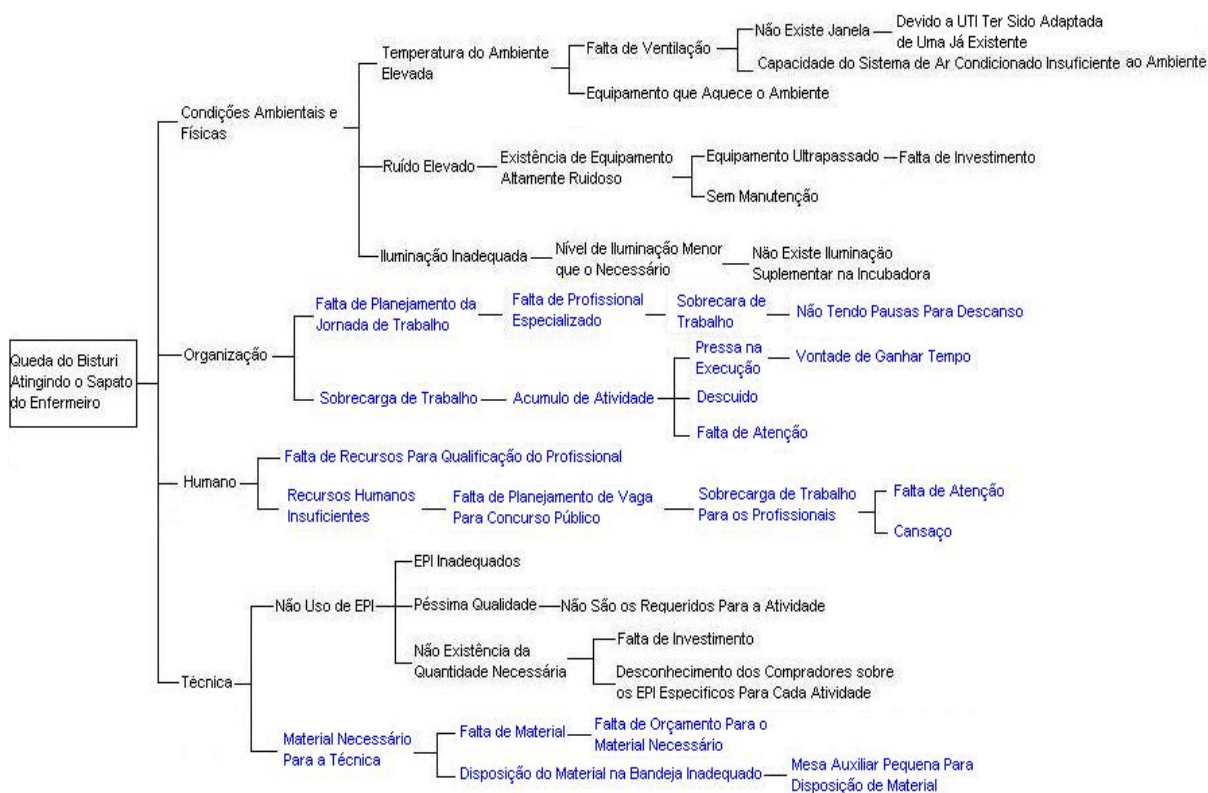 Queda do Bisturi
Atingindo o Sapato
do Enfermeiro
Condições Ambientais e
Físicas
Temperatura do Ambiente
Elevada
Falta de Ventilação
Não Existe Janela
Devido a UTI Ter Sido Adaptada
de Uma Já Existente
Capacidade do Sistema de Ar Condicionado Insuficiente ao Ambiente
Equipamento que Aquece o Ambiente
Ruído Elevado
Existência de Equipamento
Altamente Ruidoso
Equipamento Ultrapassado
Falta de Investimento
Sem Manutenção
Iluminação Inadequada
Nível de Iluminação Menor
que o Necessário
Não Existe Iluminação
Suplementar na Incubadora
Organização
Falta de Planejamento da
Jornada de Trabalho
Falta de Profissional
Especializado
Sobrecara de
Trabalho
Não Tendo Pausas Para Descanso
Sobrecarga de Trabalho
Acumulo de Atividade
Pressa na
Execução
Vontade de Ganhar Tempo
Descuido
Falta de Atenção
Humano
Falta de Recursos Para Qualificação do Profissional
Recursos Humanos
Insuficientes
Falta de Planejamento de Vaga
Para Concurso Público
Sobrecarga de Trabalho
Para os Profissionais
Falta de Atenção
Cansaço
Técnica
Não Uso de EPI
EPI Inadequados
Péssima Qualidade
Não São os Requeridos Para a Atividade
Não Existência da
Quantidade Necessária
Falta de Investimento
Desconhecimento dos Compradores sobre
os EPI Especificos Para Cada Atividade
Material Necessário
Para a Técnica
Falta de Material
Falta de Orçamento Para o
Material Necessário
Disposição do Material na Bandeja Inadequado
Mesa Auxiliar Pequena Para
Disposição de Material